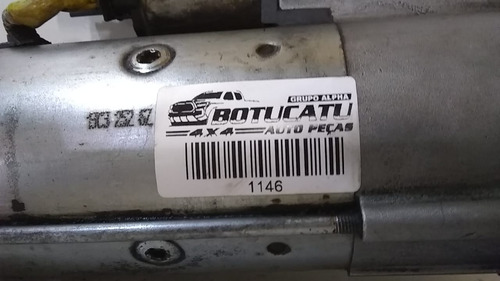 GRUPO ALPHA
BOTUCATU
4X4 AUTO PEÇAS
1146